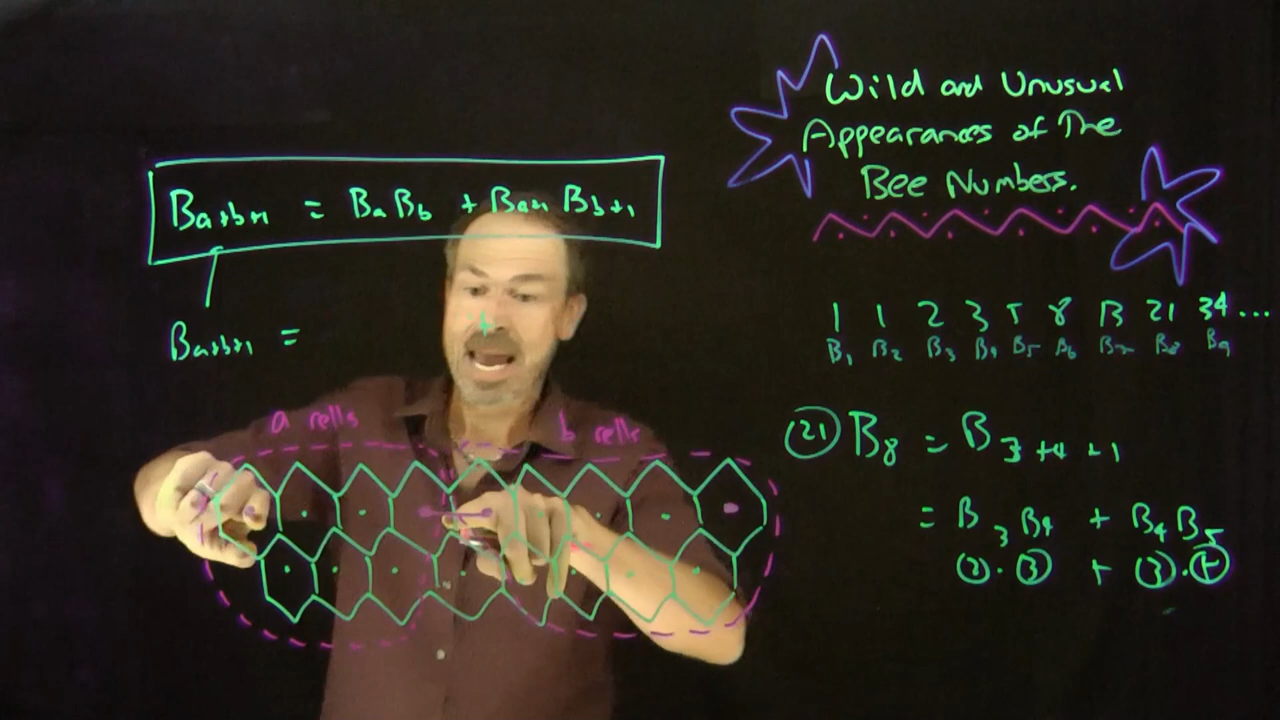 Wild and Unusual
Appearances of The
Bee Numbers.
B_{a+b+1} = B_a B_b + B_{a+1} B_{b+1}
B_{a+b+1} =
+
a cells
b cells
1 1 2 3 5 8 13 21 34 ...
B_1 B_2 B_3 B_4 B_5 B_6 B_7 B_8 B_9
(21) B_8 = B_{3+4+1}
= B_3 B_4 + B_4 B_5
(2) · (3) + (3) · (5)